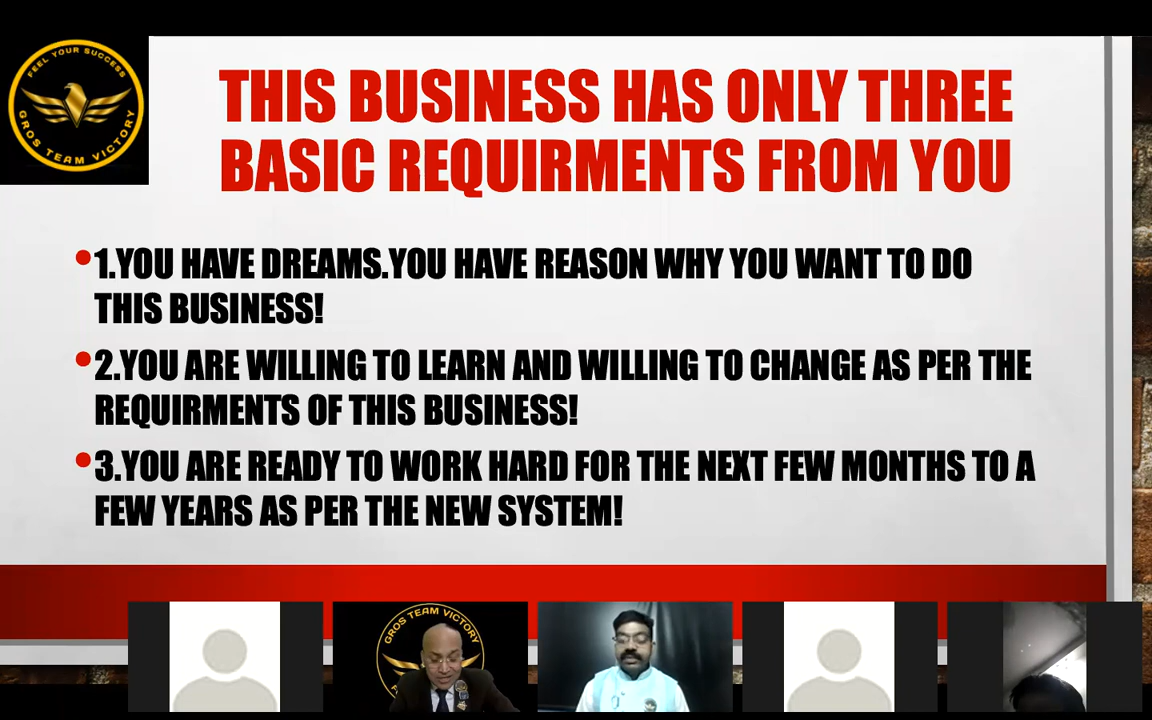 FEEL YOUR SUCCESS
GROS TEAM VICTORY
THIS BUSINESS HAS ONLY THREE
BASIC REQUIRMENTS FROM YOU
•1.YOU HAVE DREAMS.YOU HAVE REASON WHY YOU WANT TO DO
THIS BUSINESS!
•2.YOU ARE WILLING TO LEARN AND WILLING TO CHANGE AS PER THE
REQUIRMENTS OF THIS BUSINESS!
•3.YOU ARE READY TO WORK HARD FOR THE NEXT FEW MONTHS TO A
FEW YEARS AS PER THE NEW SYSTEM!
GROS TEAM VICTORY